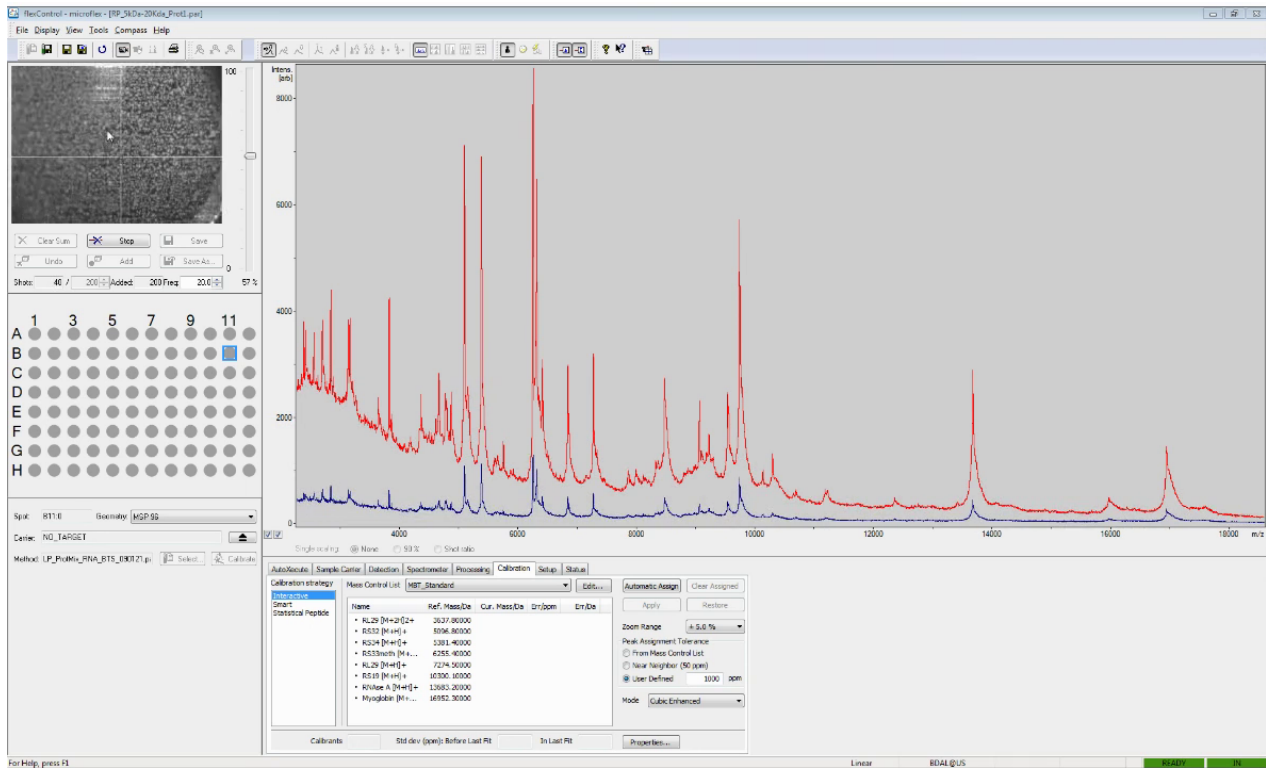 flexControl - microflex - [RP_5kDa-20Kda_Prot1.par]
File Display View Tools Compass Help
100
0
Clear Sum Stop Save
Undo Add Save As...
Shots: 40 / 200 Added: 200 Freq: 20.0 57 %
1 3 5 7 9 11
A
B
C
D
E
F
G
H
Spot: B11:0 Geometry: MSP 96
Carrier: NO_TARGET
Method: LP_ProtMix_RNA_BTS_090121.pa Select... Calibrate
Intens. [arb]
8000
6000
4000
2000
0
4000 6000 8000 10000 12000 14000 16000 18000 m/z
None 50 % Shot ratio
AutoXecute Sample Carrier Detection Spectrometer Processing Calibration Setup Status
Calibration strategy
Interactive
Smart
Statistical Peptide
Mass Control List MBT_Standard Edit...
Name Ref. Mass/Da Cur. Mass/Da Err/ppm Err/Da
RL29 [M+2H]2+ 3637.80000
RS32 [M+H]+ 5096.80000
RS34 [M+H]+ 5381.40000
RS33meth [M+... 6255.40000
RL29 [M+H]+ 7274.50000
RS19 [M+H]+ 10300.10000
RNAse A [M+H]+ 13683.20000
Myoglobin [M+... 16952.30000
Automatic Assign Clear Assigned
Apply Restore
Zoom Range ± 5.0 %
Peak Assignment Tolerance
From Mass Control List
Near Neighbor (50 ppm)
User Defined 1000 ppm
Mode Cubic Enhanced
Calibrants Std dev (ppm): Before Last Fit In Last Fit Properties...
For Help, press F1 Linear BDAL@US READY IN